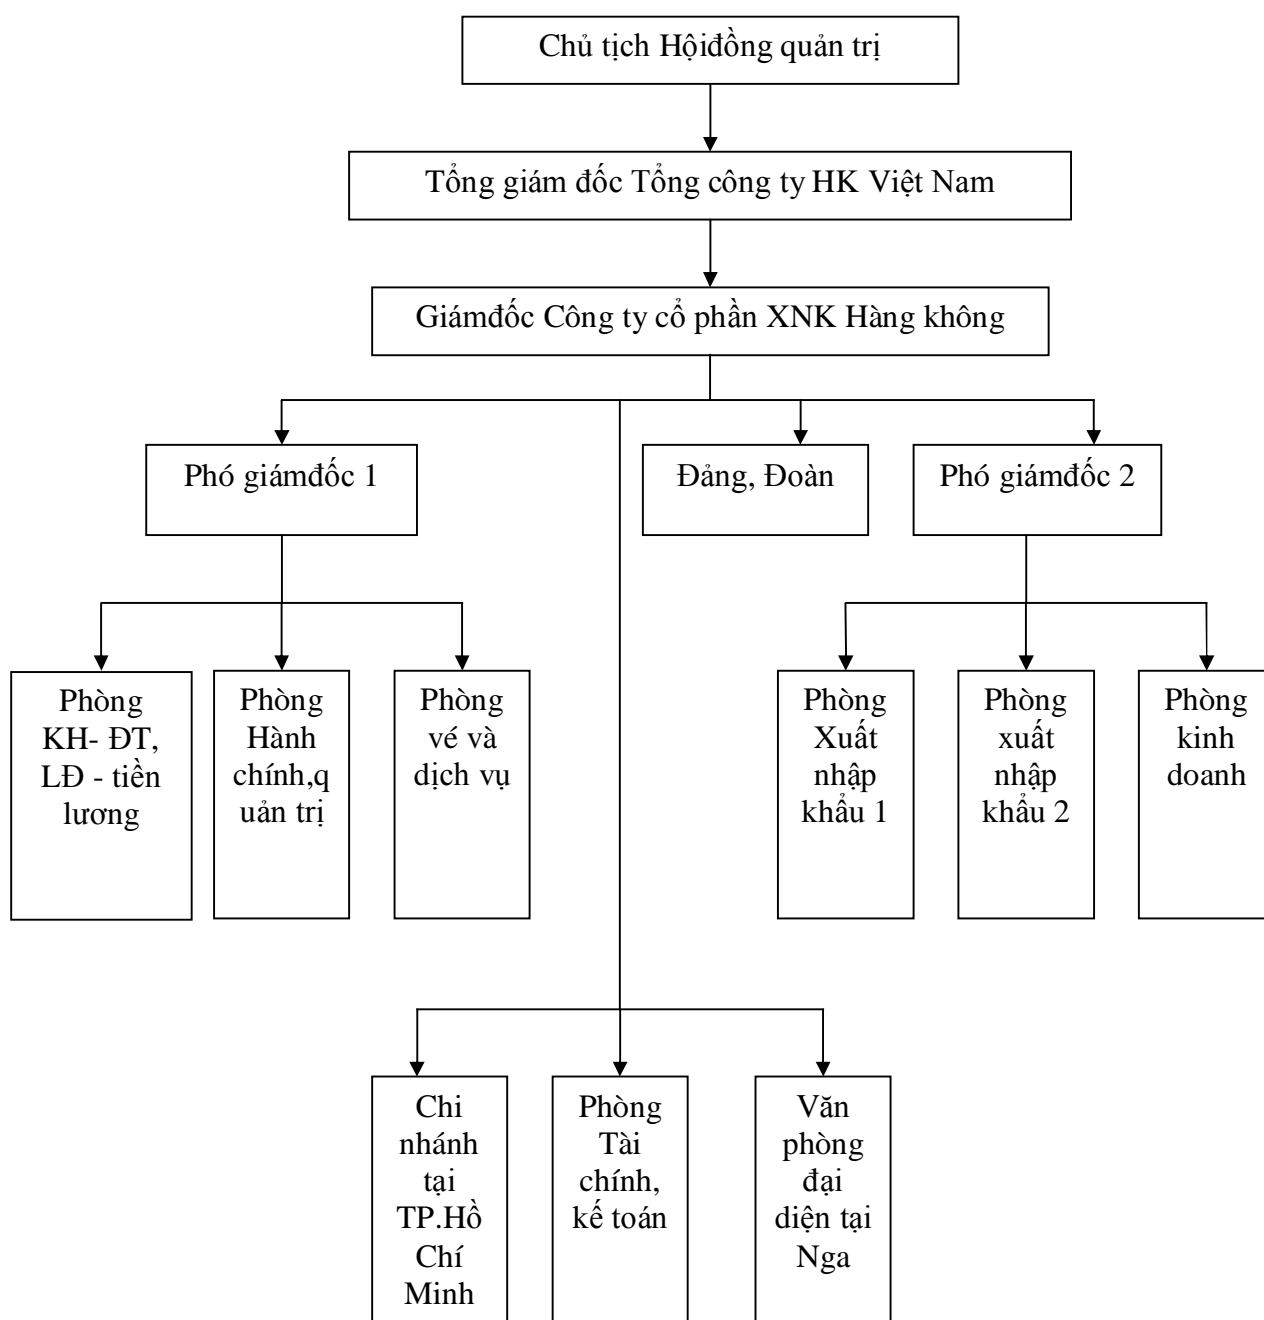 Chủ tịch Hộiđồng quản trị
Tổng giám đốc Tổng công ty HK Việt Nam
Giámđốc Công ty cổ phần XNK Hàng không
Phó giámđốc 1
Đảng, Đoàn
Phó giámđốc 2
Phòng
KH- ĐT,
LĐ - tiền
lương
Phòng
Hành
chính,q
uản trị
Phòng
vé và
dịch vụ
Phòng
Xuất
nhập
khẩu 1
Phòng
xuất
nhập
khẩu 2
Phòng
kinh
doanh
Chi
nhánh
tại
TP.Hồ
Chí
Minh
Phòng
Tài
chính,
kế toán
Văn
phòng
đại
diện tại
Nga